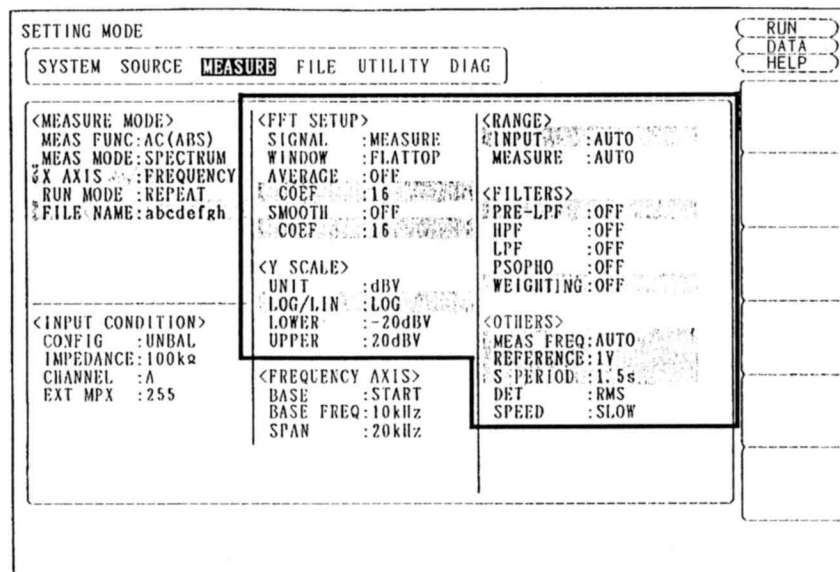 SETTING MODE
RUN
DATA
HELP
SYSTEM SOURCE MEASURE FILE UTILITY DIAG
<MEASURE MODE>
MEAS FUNC:AC(ABS)
MEAS MODE:SPECTRUM
X AXIS :FREQUENCY
RUN MODE :REPEAT
FILE NAME:abcdefgh
<INPUT CONDITION>
CONFIG :UNBAL
IMPEDANCE:100kΩ
CHANNEL :A
EXT MPX :255
<FFT SETUP>
SIGNAL :MEASURE
WINDOW :FLATTOP
AVERAGE :OFF
COEF :16
SMOOTH :OFF
COEF :16
<Y SCALE>
UNIT :dBV
LOG/LIN :LOG
LOWER :-20dBV
UPPER :20dBV
<FREQUENCY AXIS>
BASE :START
BASE FREQ:10kHz
SPAN :20kHz
<RANGE>
INPUT :AUTO
MEASURE :AUTO
<FILTERS>
PRE-LPF :OFF
HPF :OFF
LPF :OFF
PSOPHO :OFF
WEIGHTING:OFF
<OTHERS>
MEAS FREQ:AUTO
REFERENCE:1V
S PERIOD :1.5s
DET :RMS
SPEED :SLOW